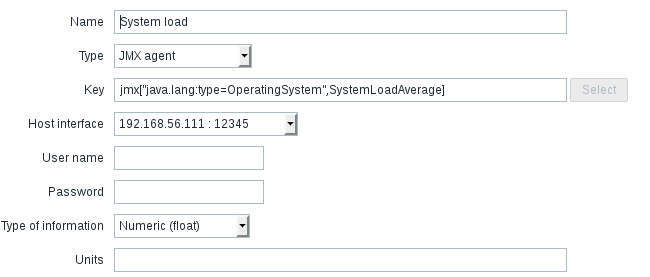 Name System load
Type JMX agent
Key jmx["java.lang:type=OperatingSystem",SystemLoadAverage] Select
Host interface 192.168.56.111 : 12345
User name
Password
Type of information Numeric (float)
Units